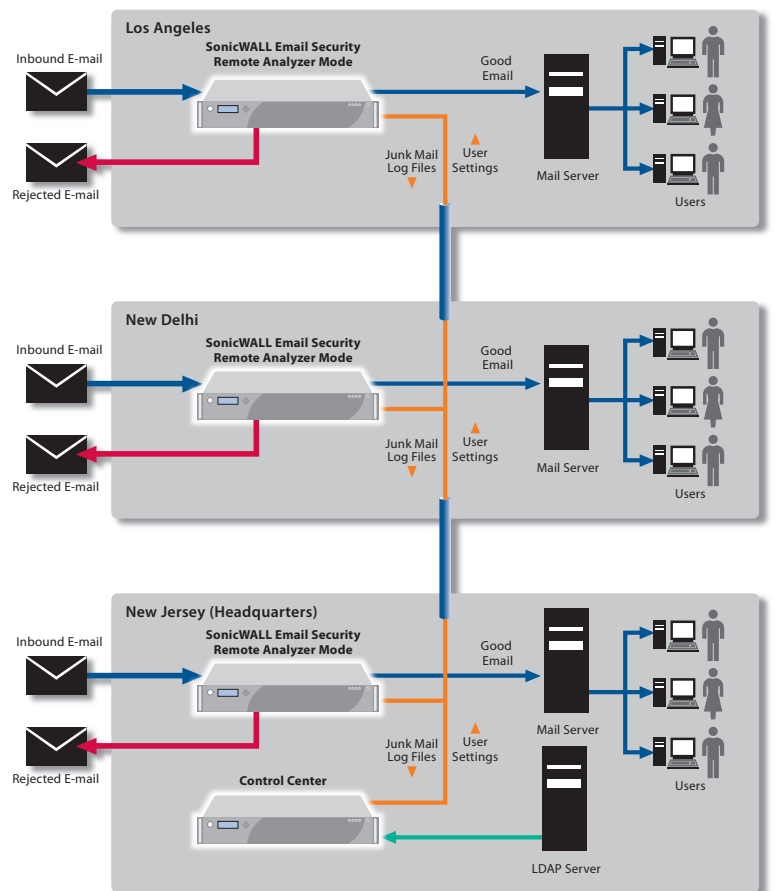 Los Angeles
Inbound E-mail
SonicWALL Email Security
Remote Analyzer Mode
Good
Email
Rejected E-mail
Junk Mail
Log Files
User
Settings
Mail Server
Users
New Delhi
Inbound E-mail
SonicWALL Email Security
Remote Analyzer Mode
Good
Email
Rejected E-mail
Junk Mail
Log Files
User
Settings
Mail Server
Users
New Jersey (Headquarters)
Inbound E-mail
SonicWALL Email Security
Remote Analyzer Mode
Good
Email
Rejected E-mail
Junk Mail
Log Files
User
Settings
Mail Server
Users
Control Center
LDAP Server